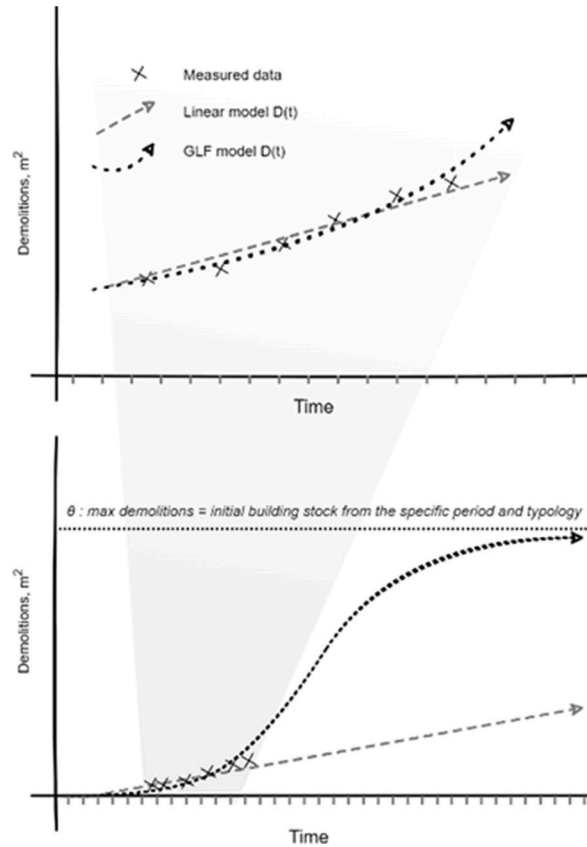 Measured data
Linear model D(t)
GLF model D(t)
Demolitions, m²
Time
θ : max demolitions = initial building stock from the specific period and typology
Demolitions, m²
Time